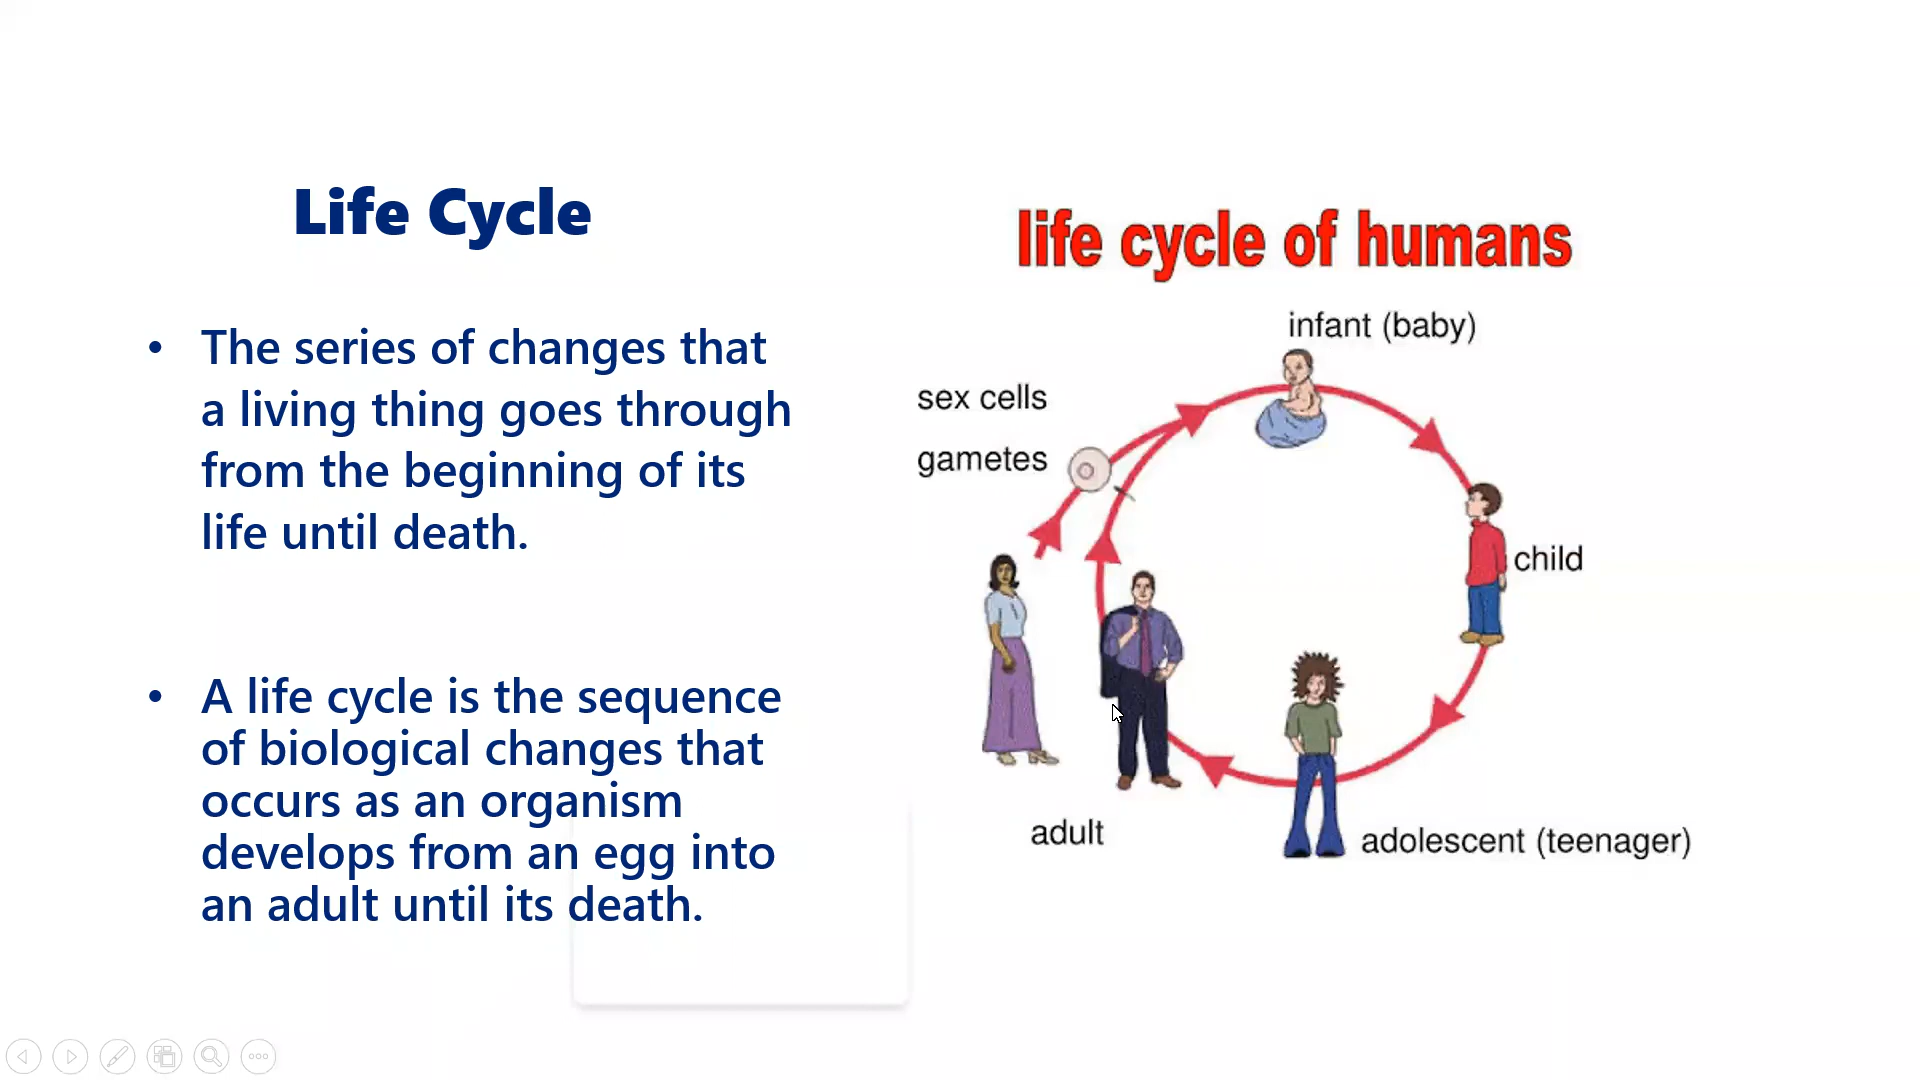 Life Cycle
• The series of changes that
a living thing goes through
from the beginning of its
life until death.
• A life cycle is the sequence
of biological changes that
occurs as an organism
develops from an egg into
an adult until its death.
life cycle of humans
infant (baby)
sex cells
gametes
child
adult
adolescent (teenager)